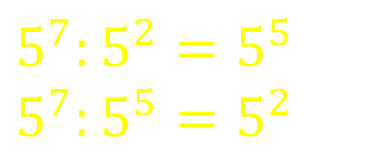 5⁷: 5² = 5⁵
5⁷: 5⁵ = 5²